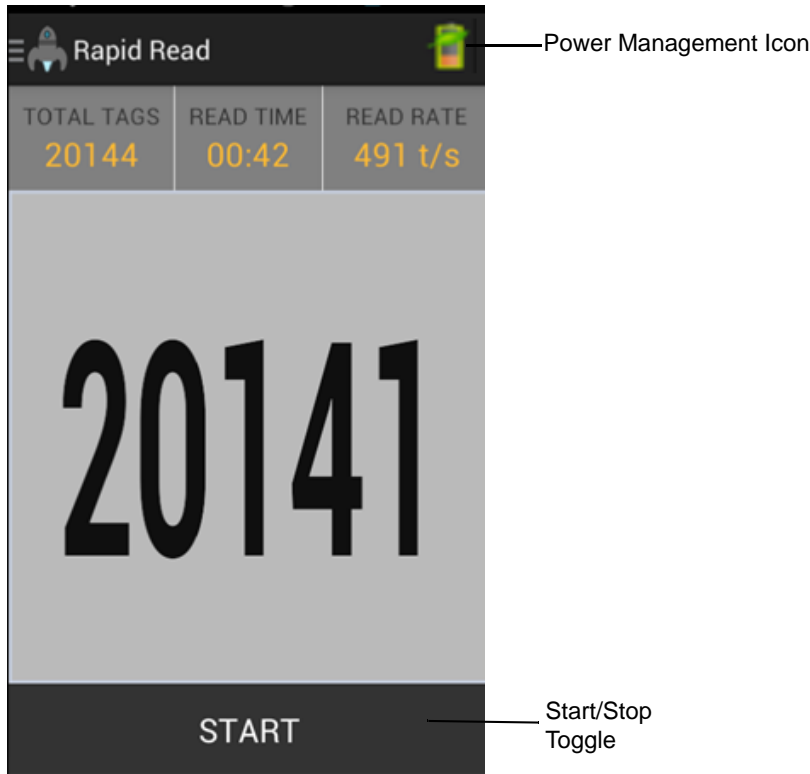 Rapid Read
Power Management Icon
TOTAL TAGS READ TIME READ RATE
20144 00:42 491 t/s
20141
START
Start/Stop
Toggle